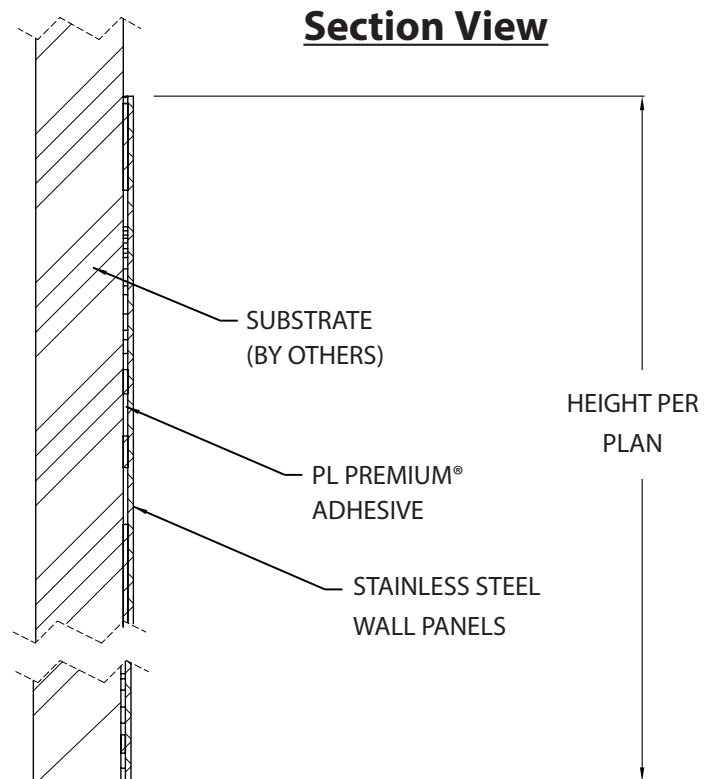 Section View
SUBSTRATE
(BY OTHERS)
HEIGHT PER
PLAN
PL PREMIUM®
ADHESIVE
STAINLESS STEEL
WALL PANELS